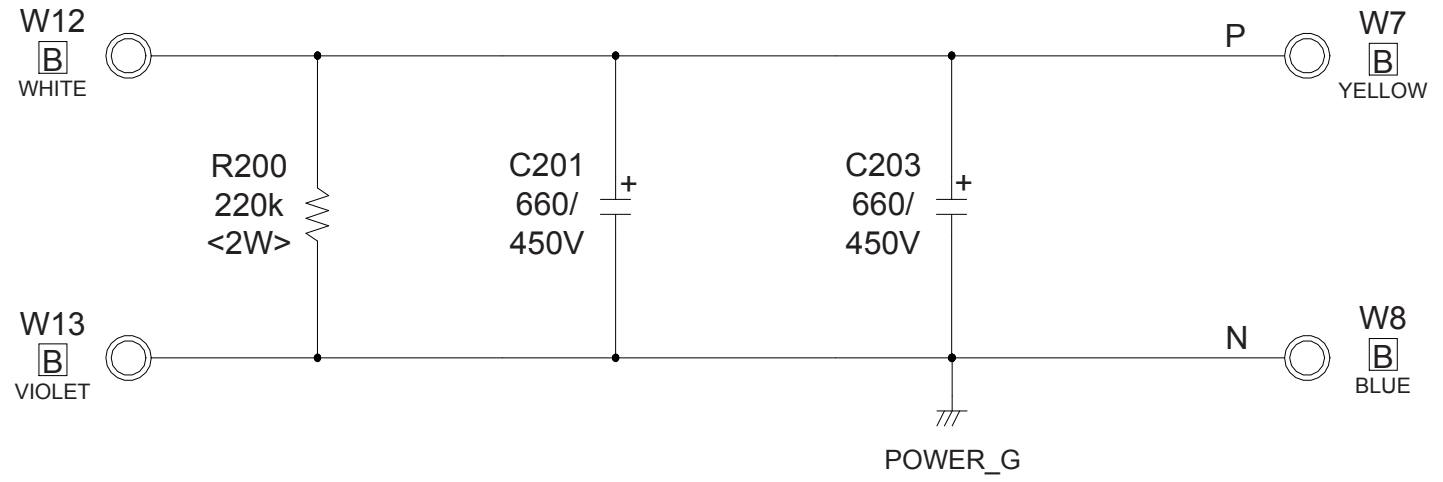 W12
B
WHITE
P
W7
B
YELLOW
R200
220k
<2W>
C201
+
660/
450V
C203
+
660/
450V
W13
B
VIOLET
N
W8
B
BLUE
POWER_G